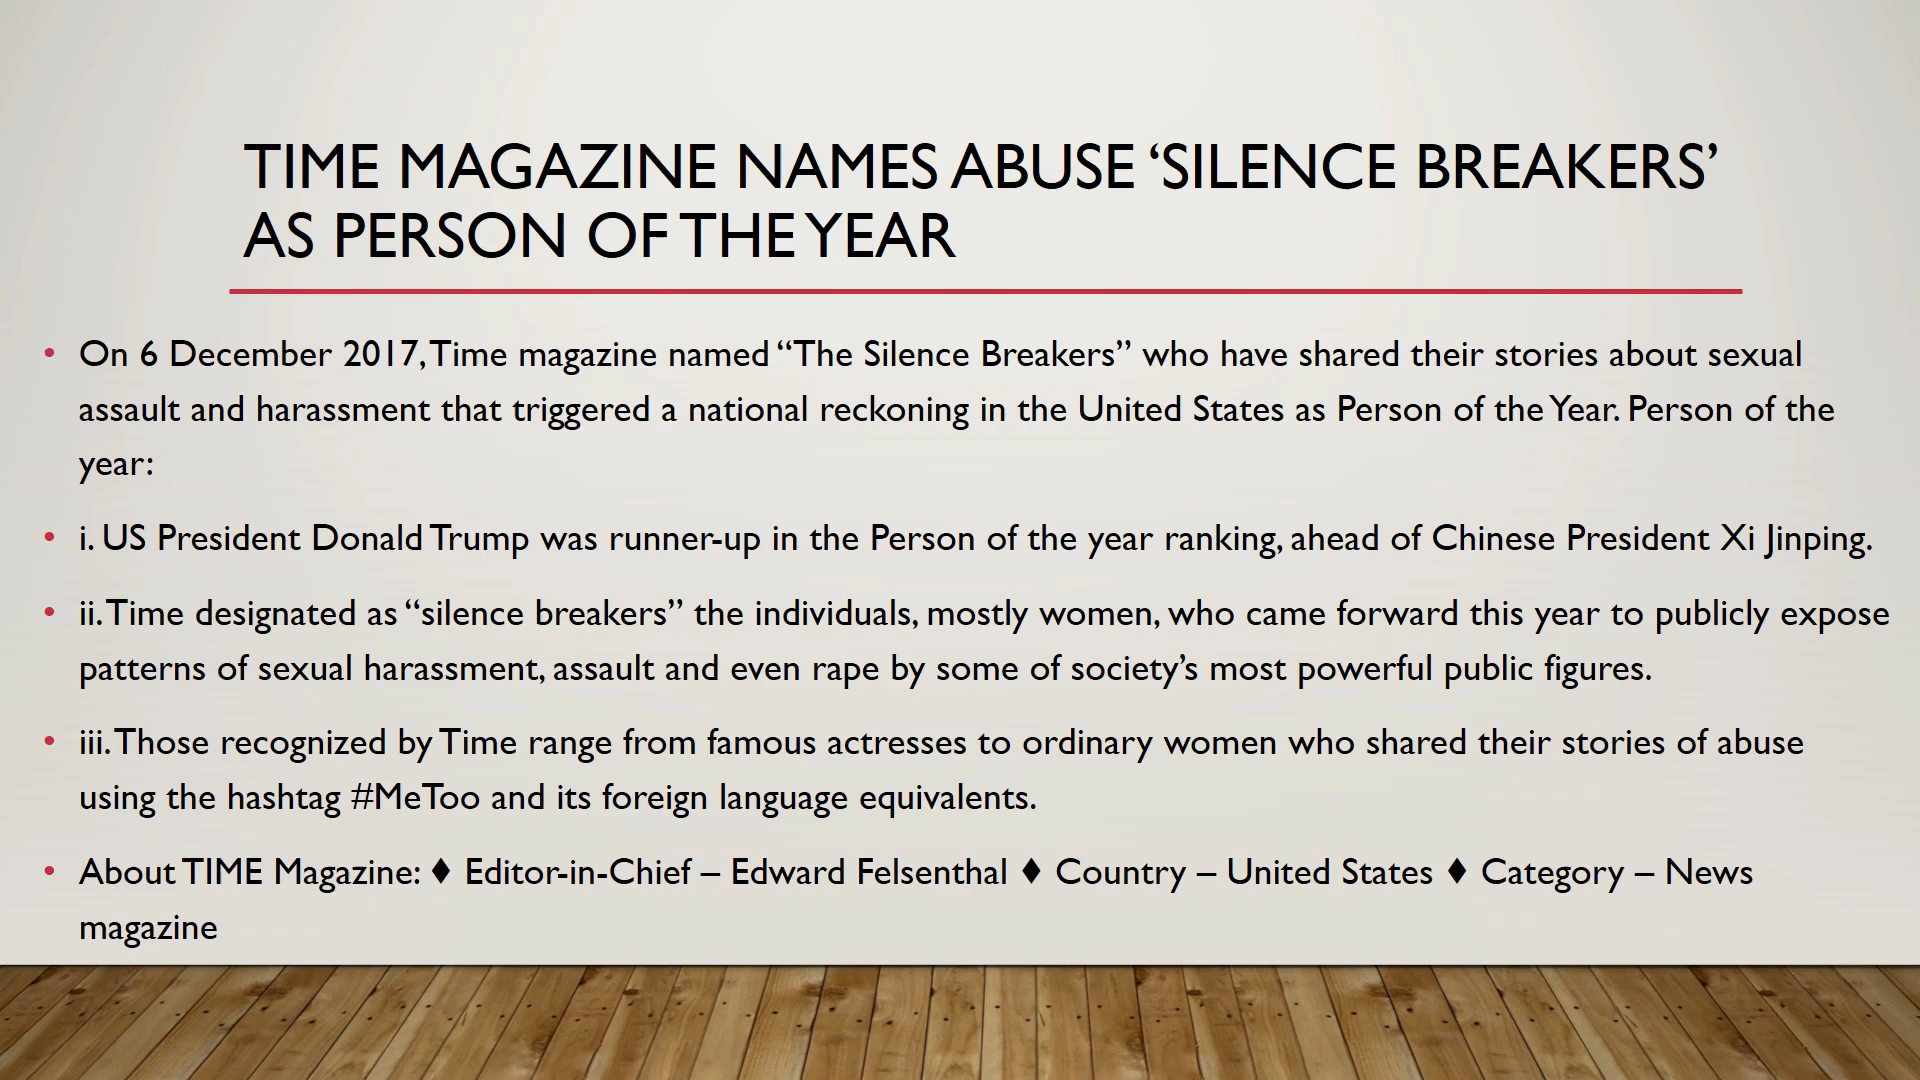 TIME MAGAZINE NAMES ABUSE ‘SILENCE BREAKERS’
AS PERSON OF THE YEAR
• On 6 December 2017, Time magazine named “The Silence Breakers” who have shared their stories about sexual
assault and harassment that triggered a national reckoning in the United States as Person of the Year. Person of the
year:
• i. US President Donald Trump was runner-up in the Person of the year ranking, ahead of Chinese President Xi Jinping.
• ii. Time designated as “silence breakers” the individuals, mostly women, who came forward this year to publicly expose
patterns of sexual harassment, assault and even rape by some of society’s most powerful public figures.
• iii. Those recognized by Time range from famous actresses to ordinary women who shared their stories of abuse
using the hashtag #MeToo and its foreign language equivalents.
• About TIME Magazine: ♦ Editor-in-Chief – Edward Felsenthal ♦ Country – United States ♦ Category – News
magazine